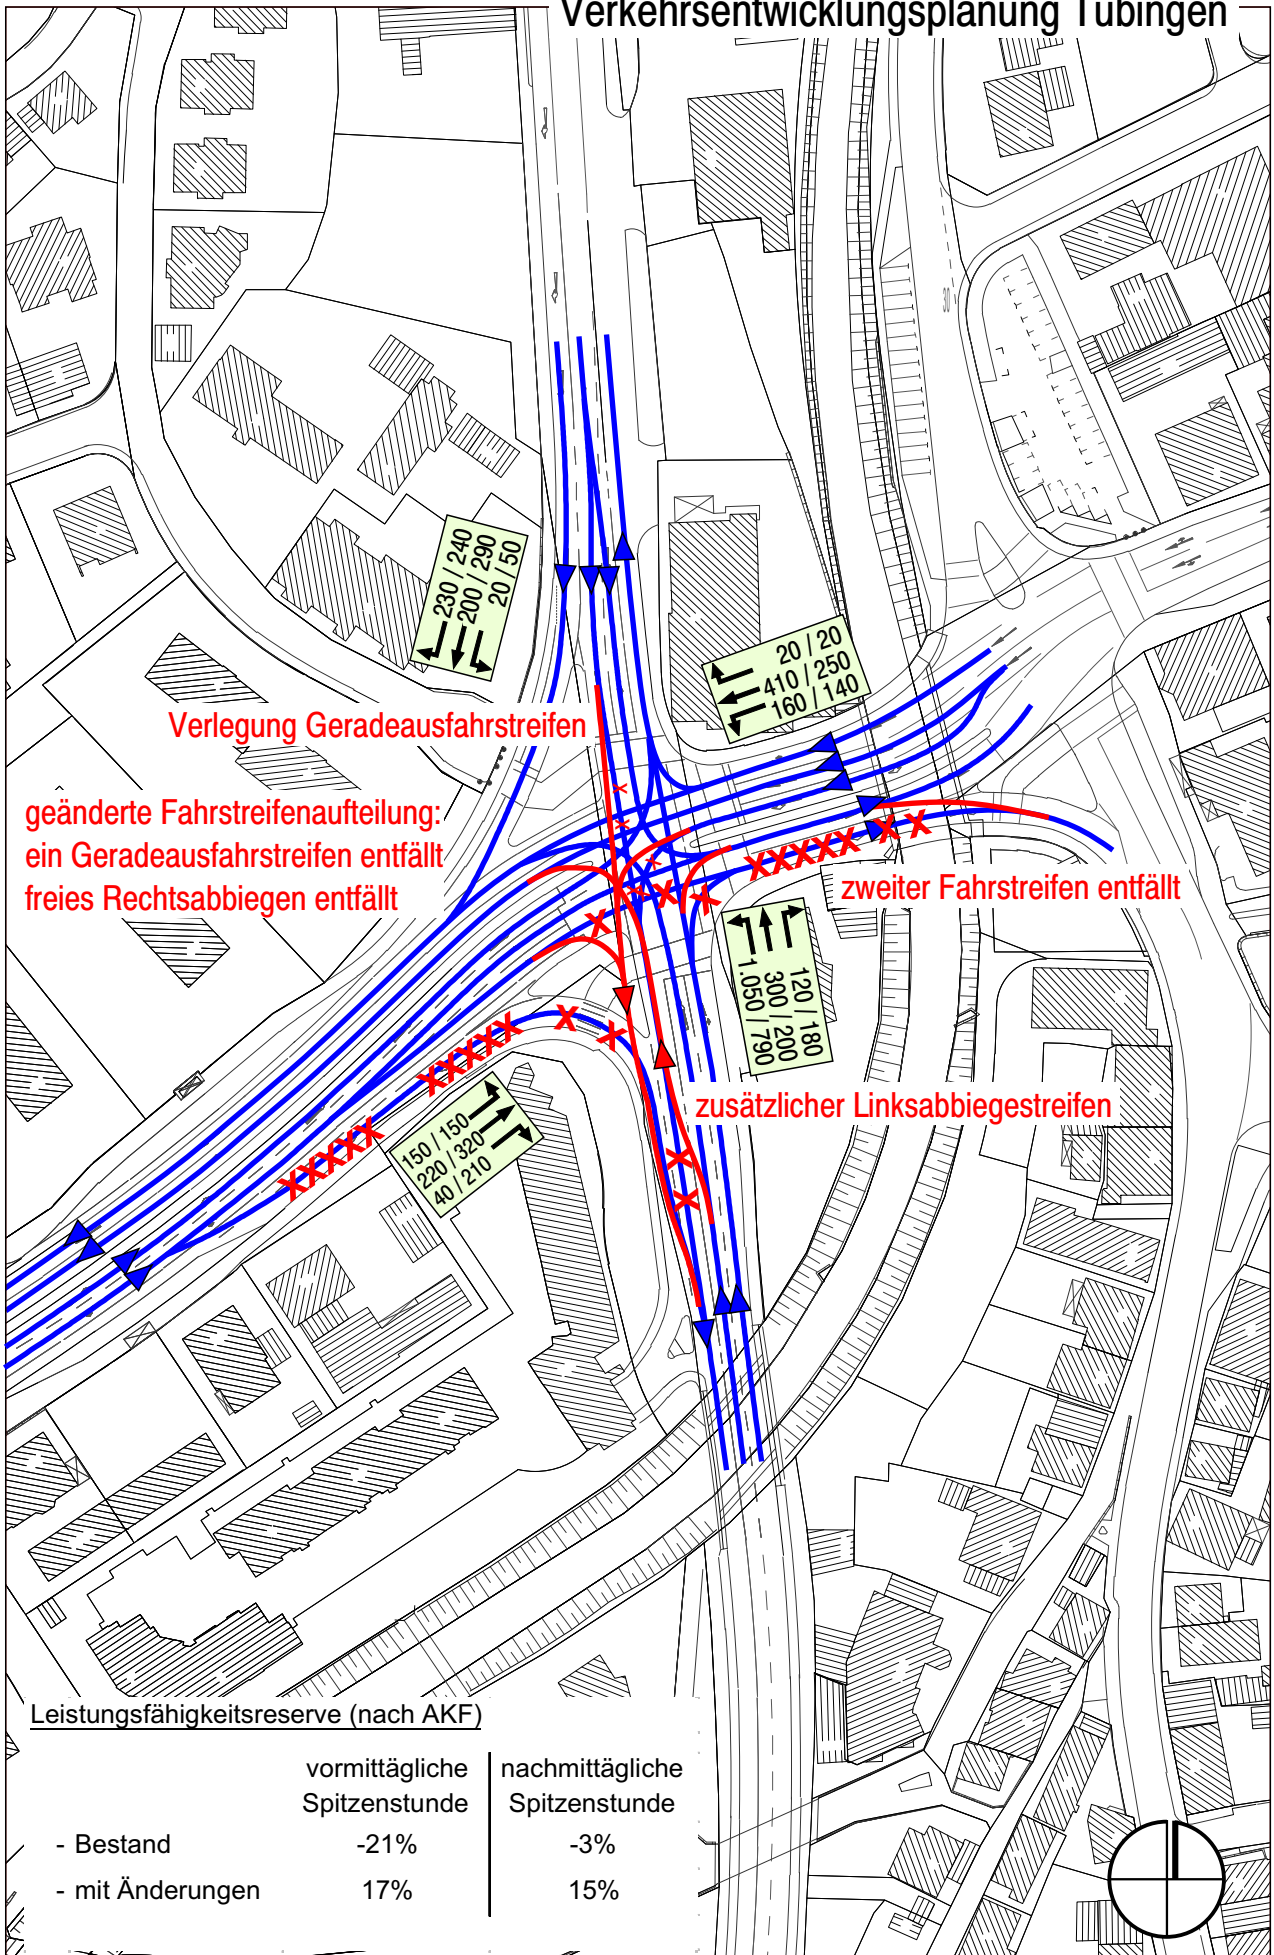 Verkehrsentwicklungsplanung Tübingen
30
230 / 240
200 / 290
20 / 50
20 / 20
410 / 250
160 / 140
Verlegung Geradeausfahrstreifen
geänderte Fahrstreifenaufteilung:
ein Geradeausfahrstreifen entfällt
freies Rechtsabbiegen entfällt
zweiter Fahrstreifen entfällt
120 / 180
300 / 200
1.050 / 790
zusätzlicher Linksabbiegestreifen
150 / 150
220 / 320
40 / 210
Leistungsfähigkeitsreserve (nach AKF)
vormittägliche nachmittägliche
Spitzenstunde Spitzenstunde
- Bestand -21% -3%
- mit Änderungen 17% 15%